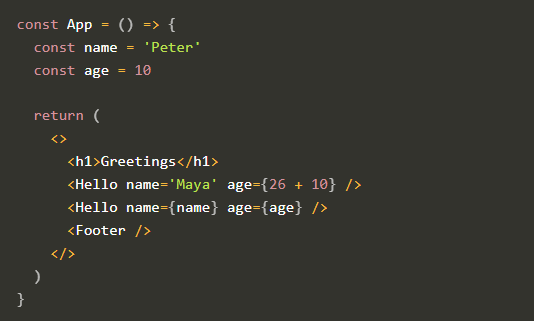 const App = () => {
  const name = 'Peter'
  const age = 10

  return (
    <>
      <h1>Greetings</h1>
      <Hello name='Maya' age={26 + 10} />
      <Hello name={name} age={age} />
      <Footer />
    </>
  )
}